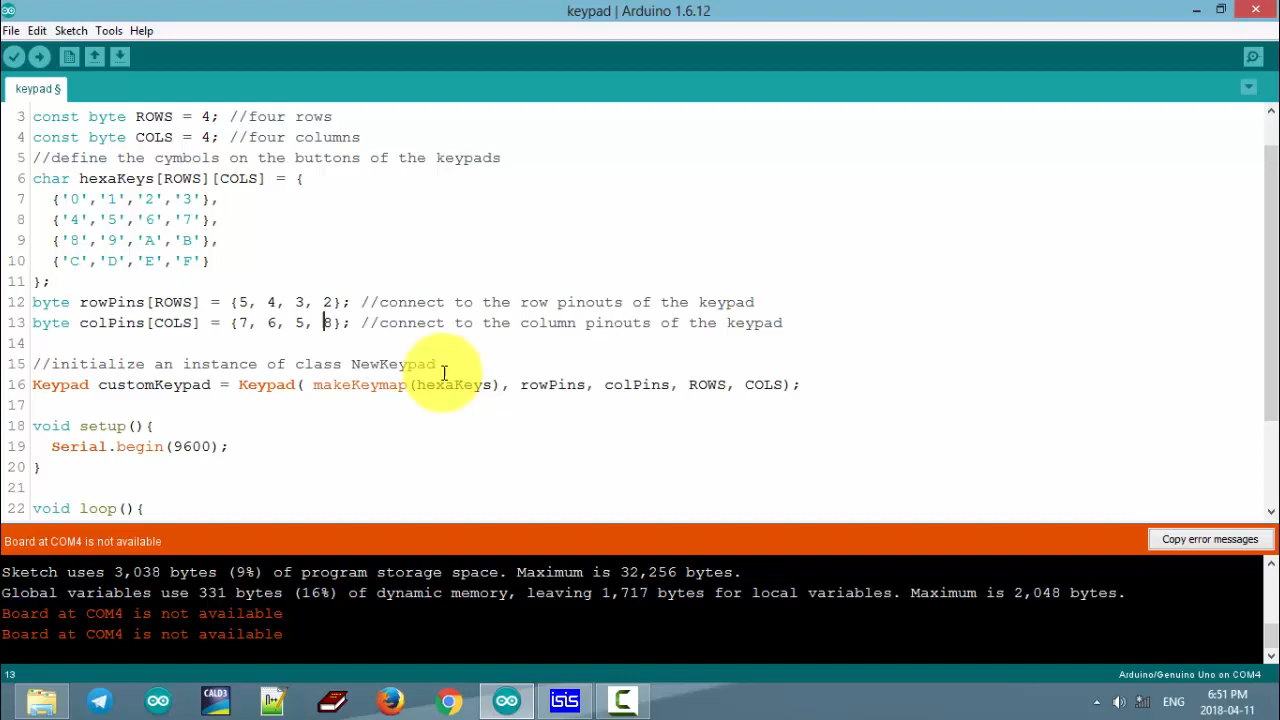 keypad | Arduino 1.6.12
File Edit Sketch Tools Help
keypad §
3 const byte ROWS = 4; //four rows
4 const byte COLS = 4; //four columns
5 //define the cymbols on the buttons of the keypads
6 char hexaKeys[ROWS][COLS] = {
7 {'0','1','2','3'},
8 {'4','5','6','7'},
9 {'8','9','A','B'},
10 {'C','D','E','F'}
11 };
12 byte rowPins[ROWS] = {5, 4, 3, 2}; //connect to the row pinouts of the keypad
13 byte colPins[COLS] = {7, 6, 5, 8}; //connect to the column pinouts of the keypad
14
15 //initialize an instance of class NewKeypad
16 Keypad customKeypad = Keypad( makeKeymap(hexaKeys), rowPins, colPins, ROWS, COLS);
17
18 void setup(){
19 Serial.begin(9600);
20 }
21
22 void loop(){
Board at COM4 is not available
Copy error messages
Sketch uses 3,038 bytes (9%) of program storage space. Maximum is 32,256 bytes.
Global variables use 331 bytes (16%) of dynamic memory, leaving 1,717 bytes for local variables. Maximum is 2,048 bytes.
Board at COM4 is not available
Board at COM4 is not available
13
Arduino/Genuino Uno on COM4
CALD3
n++
isis
C
ENG
6:51 PM
2018-04-11